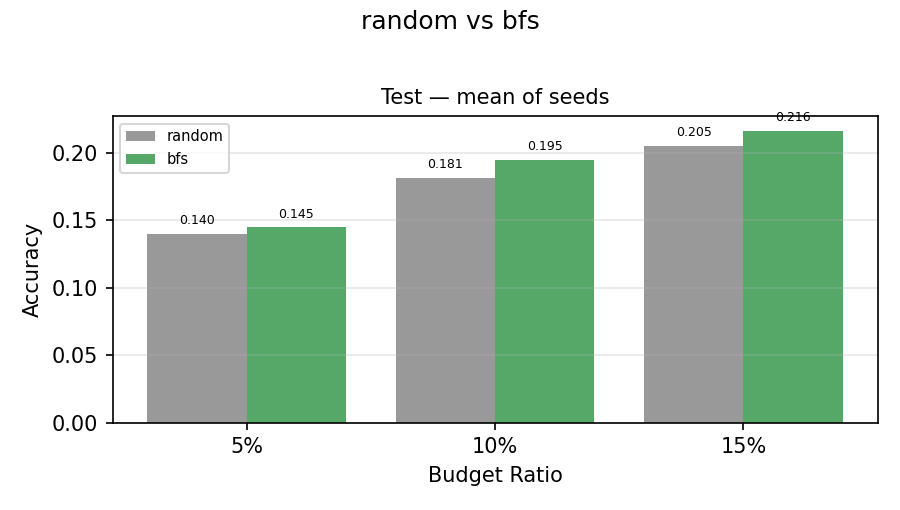 random vs bfs
Test — mean of seeds
random
bfs
0.140
0.145
0.181
0.195
0.205
0.216
0.20
0.15
0.10
0.05
0.00
Accuracy
5%
10%
15%
Budget Ratio